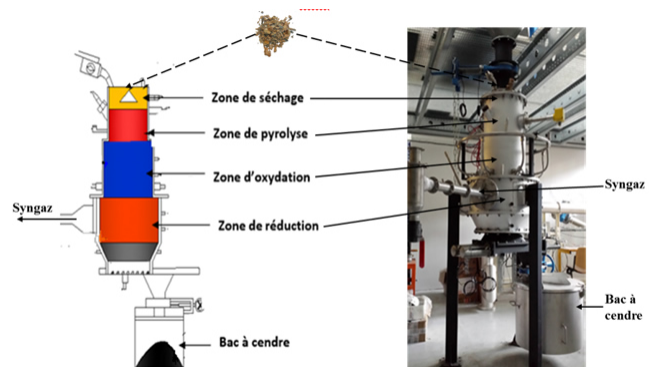 Zone de séchage
Zone de pyrolyse
Zone d'oxydation
Syngaz
Zone de réduction
Syngaz
Bac à
cendre
Bac à cendre